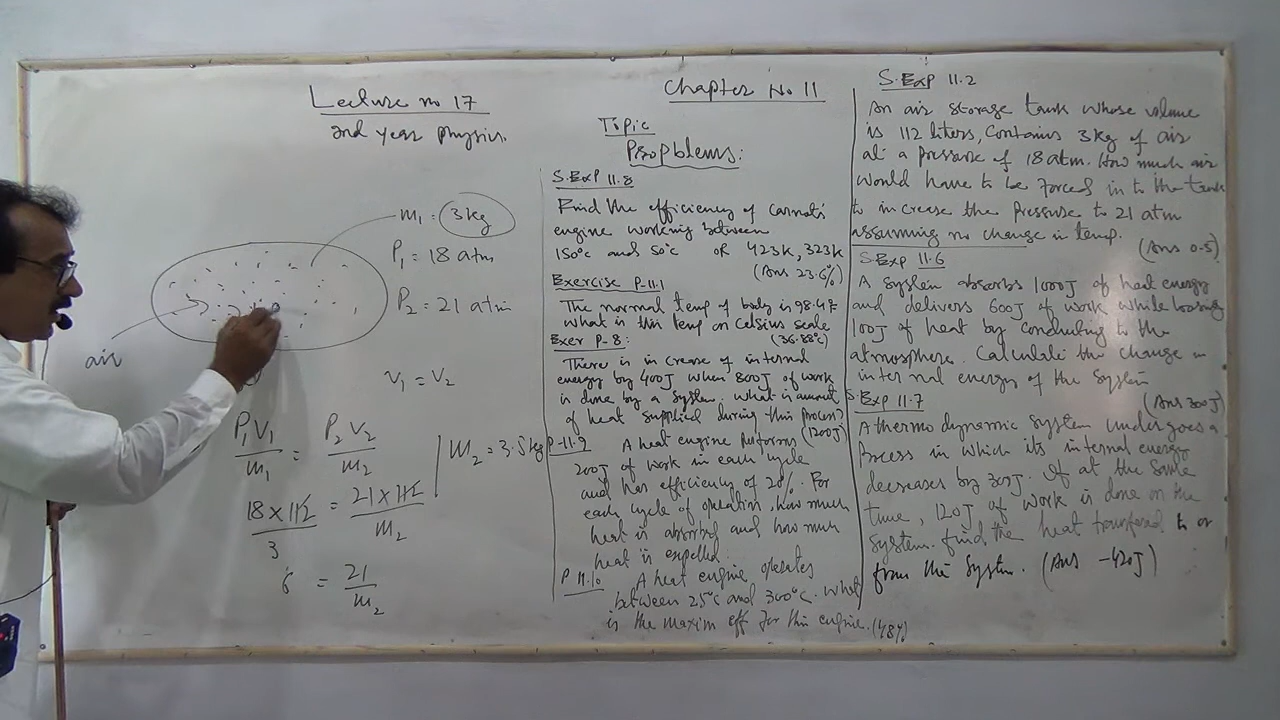 Lecture no 17
2nd year physics.
Chapter No 11
Topic
Propblems:
m₁ = 3kg
P₁ = 18 atm
P₂ = 21 atm
V₁ = V₂
air
P₁V₁/m₁ = P₂V₂/m₂
18 × 112/3 = 21 × 112/m₂
6 = 21/m₂
m₂ = 3.5kg
S.Exp 11.8
Find the efficiency of Carnot's
engine working between
150°c and 50°c or 423k, 323k
(Ans 23.6%)
Exercise P-11.1
The normal temp of body is 98.4°F
what is this temp on Celsius scale
(36.88°c)
Exer P-8:
There is increase of internal
energy by 400J when 800J of work
is done by a system. what is amount
of heat supplied during this process
(1200J)
P-11.9
A heat engine performs
200J of work in each cycle
and has efficiency of 20%. For
each cycle of operation, how much
heat is absorbed and how much
heat is expelled.
P 11.10
A heat engine operates
between 25°c and 300°c. what
is the maxim eff for this engine. (48%)
S.Exp 11.2
An air storage tank whose volume
is 112 liters, Contains 3kg of air
at a pressure of 18 atm. How much air
would have to be forced in to the tank
to increase the pressure to 21 atm
assuming no change in temp.
(Ans 0.5)
S.Exp 11.6
A system absorbs 1000J of heat energy
and delivers 600J of work while loosing
100J of heat by conduction to the
atmosphere. Calculate the change in
internal energy of the system
(Ans 300J)
S.Exp 11.7
A thermo dynamic system undergoes a
Process in which its internal energy
decreases by 300J. If at the same
time, 120J of work is done on the
system. find the heat transferred to or
from the system. (Ans -420J)